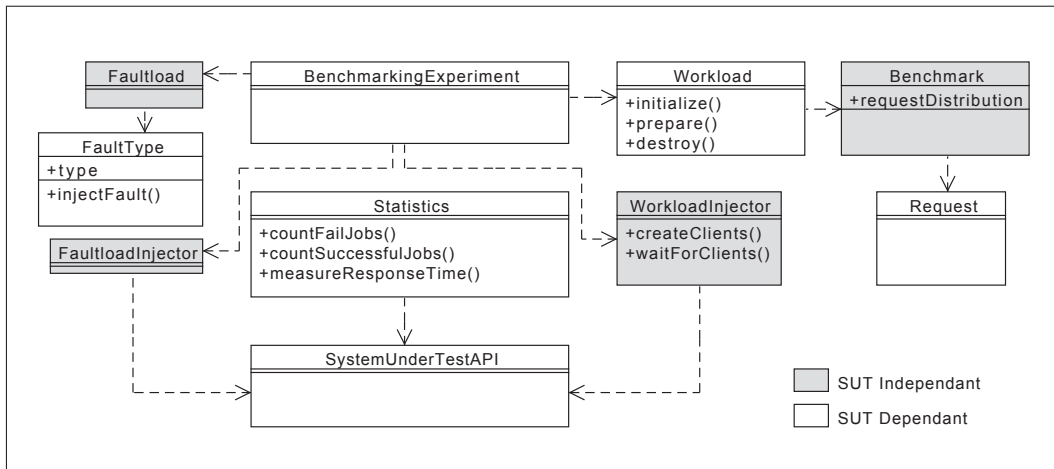 Faultload
BenchmarkingExperiment
Workload
+initialize()
+prepare()
+destroy()
Benchmark
+requestDistribution
FaultType
+type
+injectFault()
Statistics
+countFailJobs()
+countSuccessfulJobs()
+measureResponseTime()
WorkloadInjector
+createClients()
+waitForClients()
Request
FaultloadInjector
SystemUnderTestAPI
SUT Independant
SUT Dependant